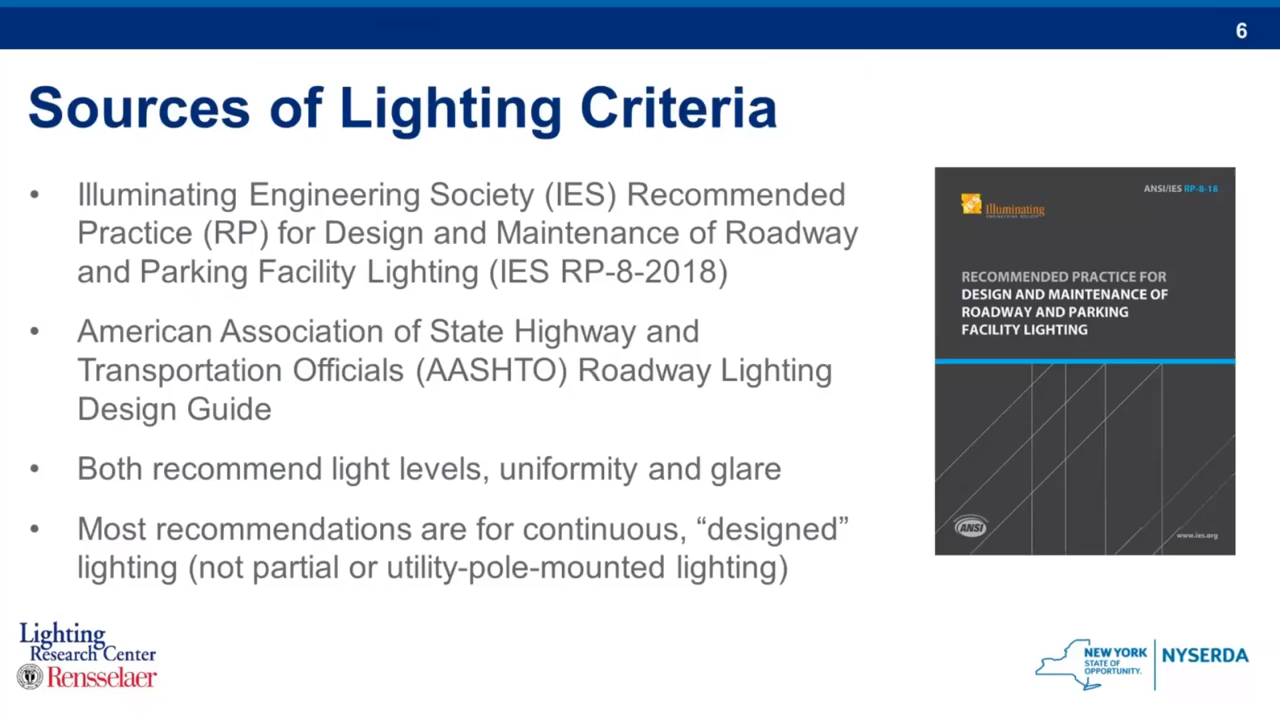 6
Sources of Lighting Criteria
• Illuminating Engineering Society (IES) Recommended
Practice (RP) for Design and Maintenance of Roadway
and Parking Facility Lighting (IES RP-8-2018)
• American Association of State Highway and
Transportation Officials (AASHTO) Roadway Lighting
Design Guide
• Both recommend light levels, uniformity and glare
• Most recommendations are for continuous, “designed”
lighting (not partial or utility-pole-mounted lighting)
ANSI/IES RP-8-18
IES
Illuminating
ENGINEERING SOCIETY
RECOMMENDED PRACTICE FOR
DESIGN AND MAINTENANCE OF
ROADWAY AND PARKING
FACILITY LIGHTING
ANSI
www.ies.org
Lighting
Research Center
Rensselaer
NEW YORK
STATE OF
OPPORTUNITY.
NYSERDA